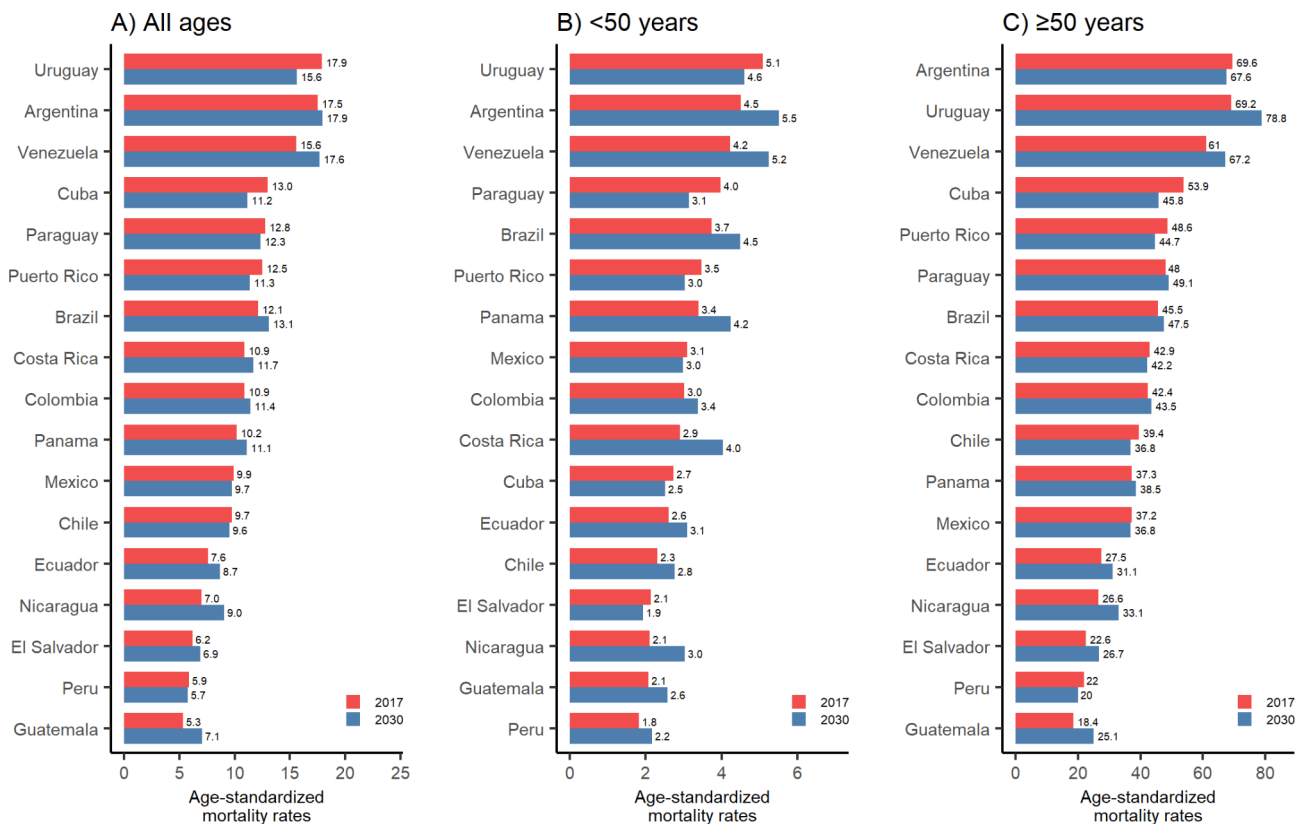 A) All ages
Uruguay
17.9
15.6
Argentina
17.5
17.9
Venezuela
15.6
17.6
Cuba
13.0
11.2
Paraguay
12.8
12.3
Puerto Rico
12.5
11.3
Brazil
12.1
13.1
Costa Rica
10.9
11.7
Colombia
10.9
11.4
Panama
10.2
11.1
Mexico
9.9
9.7
Chile
9.7
9.6
Ecuador
7.6
8.7
Nicaragua
7.0
9.0
El Salvador
6.2
6.9
Peru
5.9
5.7
Guatemala
5.3
7.1
2017
2030
0 5 10 15 20 25
Age-standardized
mortality rates
B) <50 years
Uruguay
5.1
4.6
Argentina
4.5
5.5
Venezuela
4.2
5.2
Paraguay
4.0
3.1
Brazil
3.7
4.5
Puerto Rico
3.5
3.0
Panama
3.4
4.2
Mexico
3.1
3.0
Colombia
3.0
3.4
Costa Rica
2.9
4.0
Cuba
2.7
2.5
Ecuador
2.6
3.1
Chile
2.3
2.8
El Salvador
2.1
1.9
Nicaragua
2.1
3.0
Guatemala
2.1
2.6
Peru
1.8
2.2
2017
2030
0 2 4 6
Age-standardized
mortality rates
C) ≥50 years
Argentina
69.6
67.6
Uruguay
69.2
78.8
Venezuela
61
67.2
Cuba
53.9
45.8
Puerto Rico
48.6
44.7
Paraguay
48
49.1
Brazil
45.5
47.5
Costa Rica
42.9
42.2
Colombia
42.4
43.5
Chile
39.4
36.8
Panama
37.3
38.5
Mexico
37.2
36.8
Ecuador
27.5
31.1
Nicaragua
26.6
33.1
El Salvador
22.6
26.7
Peru
22
20
Guatemala
18.4
25.1
2017
2030
0 20 40 60 80
Age-standardized
mortality rates